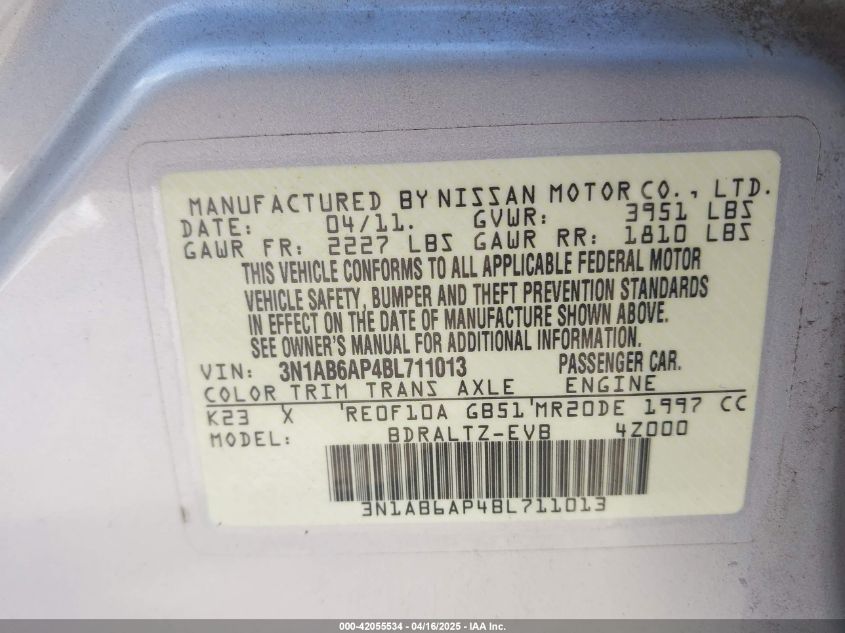 MANUFACTURED BY NISSAN MOTOR CO., LTD.
DATE: 04/11. GVWR: 3951 LBS
GAWR FR: 2227 LBS GAWR RR: 1810 LBS
THIS VEHICLE CONFORMS TO ALL APPLICABLE FEDERAL MOTOR
VEHICLE SAFETY, BUMPER AND THEFT PREVENTION STANDARDS
IN EFFECT ON THE DATE OF MANUFACTURE SHOWN ABOVE.
SEE OWNER'S MANUAL FOR ADDITIONAL INFORMATION.
VIN: 3N1AB6AP4BL711013 PASSENGER CAR.
COLOR TRIM TRANS AXLE ENGINE
K23 X 'RE0F10A GB51'MR20DE 1997 CC
MODEL: BDRALTZ-EVB 4Z000
3N1AB6AP4BL711013
000-42055534 - 04/16/2025 - IAA Inc.